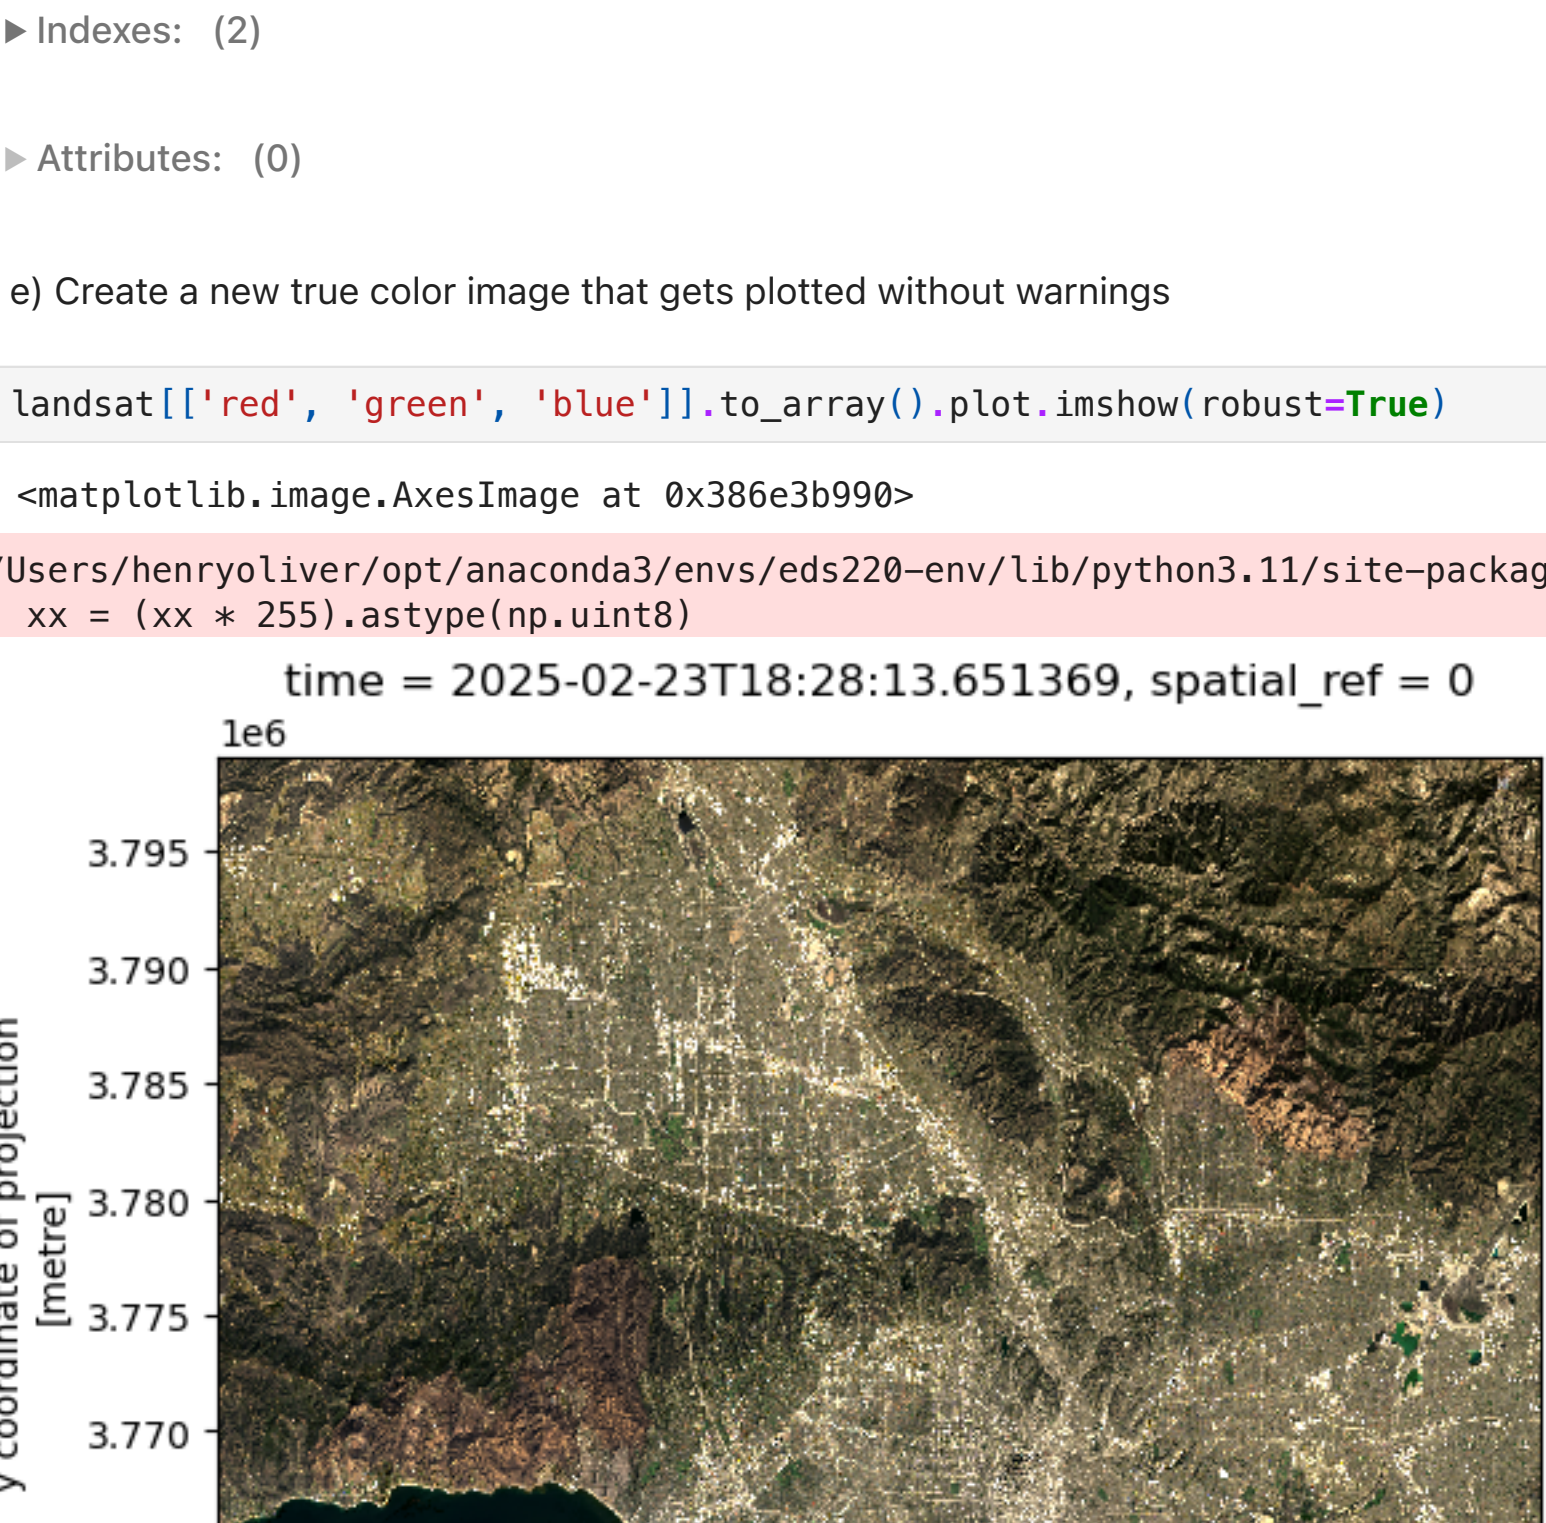 Indexes: (2)
Attributes: (0)
e) Create a new true color image that gets plotted without warnings
landsat[['red', 'green', 'blue']].to_array().plot.imshow(robust=True)
<matplotlib.image.AxesImage at 0x386e3b990>
/Users/henryoliver/opt/anaconda3/envs/eds220-env/lib/python3.11/site-packag
xx = (xx * 255).astype(np.uint8)
time = 2025-02-23T18:28:13.651369, spatial_ref = 0
1e6
3.795
3.790
3.785
3.780
3.775
3.770
y coordinate of projection
[metre]